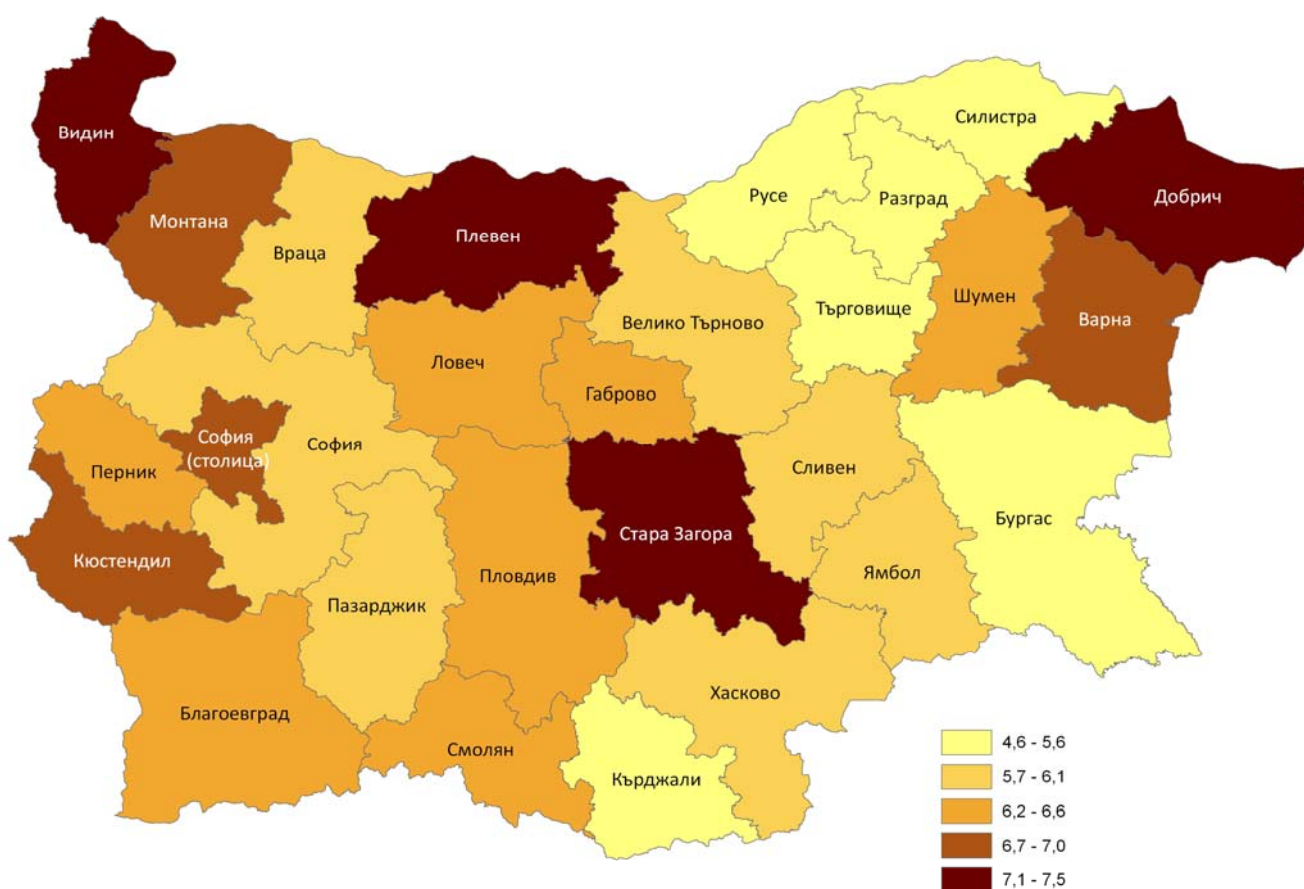 Силистра
Видин
Русе
Разград
Добрич
Монтана
Плевен
Враца
Шумен
Търговище
Варна
Велико Търново
Ловеч
Габрово
София
(столица)
София
Перник
Сливен
Бургас
Стара Загора
Кюстендил
Пловдив
Ямбол
Пазарджик
Хасково
Благоевград
Смолян
Кърджали
4,6 - 5,6
5,7 - 6,1
6,2 - 6,6
6,7 - 7,0
7,1 - 7,5